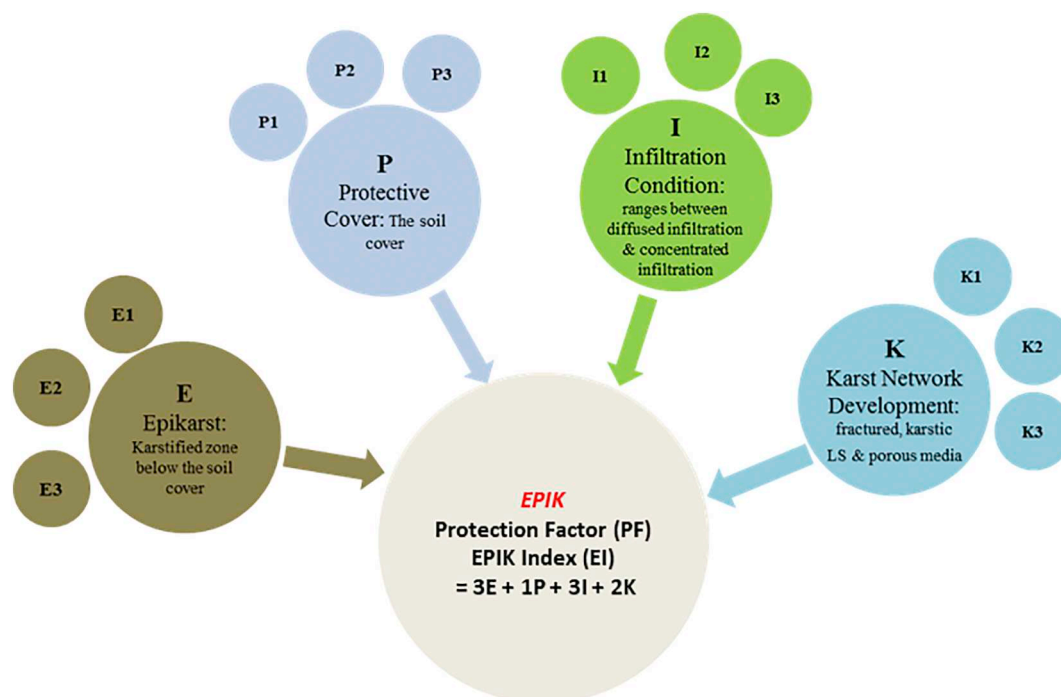 E1
E2
E3
E
Epikarst:
Karstified zone
below the soil
cover
P1
P2
P3
P
Protective
Cover: The soil
cover
I1
I2
I3
I
Infiltration
Condition:
ranges between
diffused infiltration
& concentrated
infiltration
K1
K2
K3
K
Karst Network
Development:
fractured, karstic
LS & porous media
EPIK
Protection Factor (PF)
EPIK Index (EI)
= 3E + 1P + 3I + 2K